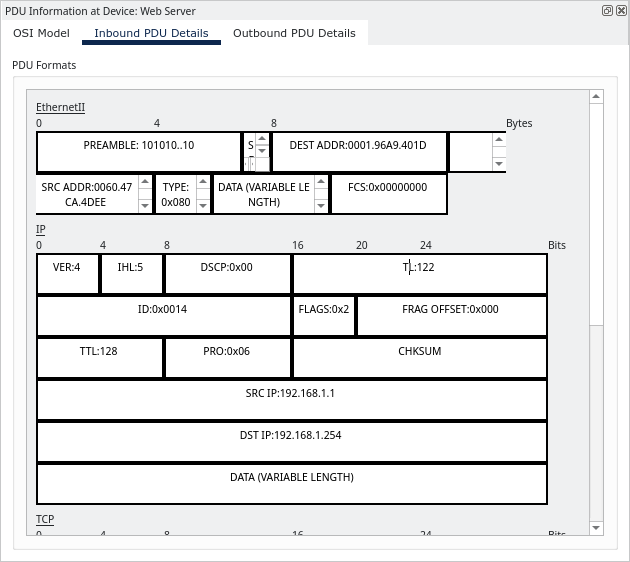 PDU Information at Device: Web Server
OSI Model Inbound PDU Details Outbound PDU Details
PDU Formats
EthernetII
0 4 8 Bytes
PREAMBLE: 101010..10 DEST ADDR:0001.96A9.401D
SRC ADDR:0060.47 TYPE: DATA (VARIABLE LE FCS:0x00000000
CA.4DEE 0x080 NGTH)
IP
0 4 8 16 20 24 Bits
VER:4 IHL:5 DSCP:0x00 TL:122
ID:0x0014 FLAGS:0x2 FRAG OFFSET:0x000
TTL:128 PRO:0x06 CHKSUM
SRC IP:192.168.1.1
DST IP:192.168.1.254
DATA (VARIABLE LENGTH)
TCP
0 4 8 16 24 Bits